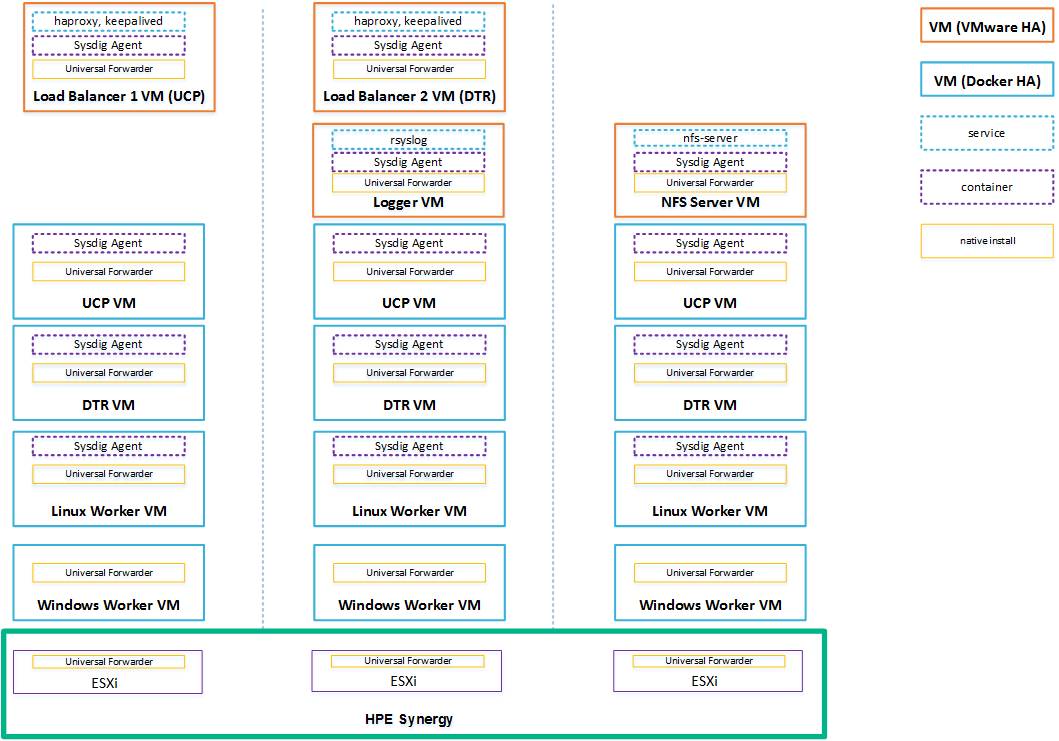 haproxy, keepalived
Sysdig Agent
Universal Forwarder
Load Balancer 1 VM (UCP)
haproxy, keepalived
Sysdig Agent
Universal Forwarder
Load Balancer 2 VM (DTR)
rsyslog
Sysdig Agent
Universal Forwarder
Logger VM
nfs-server
Sysdig Agent
Universal Forwarder
NFS Server VM
Sysdig Agent
Universal Forwarder
UCP VM
Sysdig Agent
Universal Forwarder
UCP VM
Sysdig Agent
Universal Forwarder
UCP VM
Sysdig Agent
Universal Forwarder
DTR VM
Sysdig Agent
Universal Forwarder
DTR VM
Sysdig Agent
Universal Forwarder
DTR VM
Sysdig Agent
Universal Forwarder
Linux Worker VM
Sysdig Agent
Universal Forwarder
Linux Worker VM
Sysdig Agent
Universal Forwarder
Linux Worker VM
Universal Forwarder
Windows Worker VM
Universal Forwarder
Windows Worker VM
Universal Forwarder
Windows Worker VM
Universal Forwarder
ESXi
Universal Forwarder
ESXi
Universal Forwarder
ESXi
HPE Synergy
VM (VMware HA)
VM (Docker HA)
service
container
native install